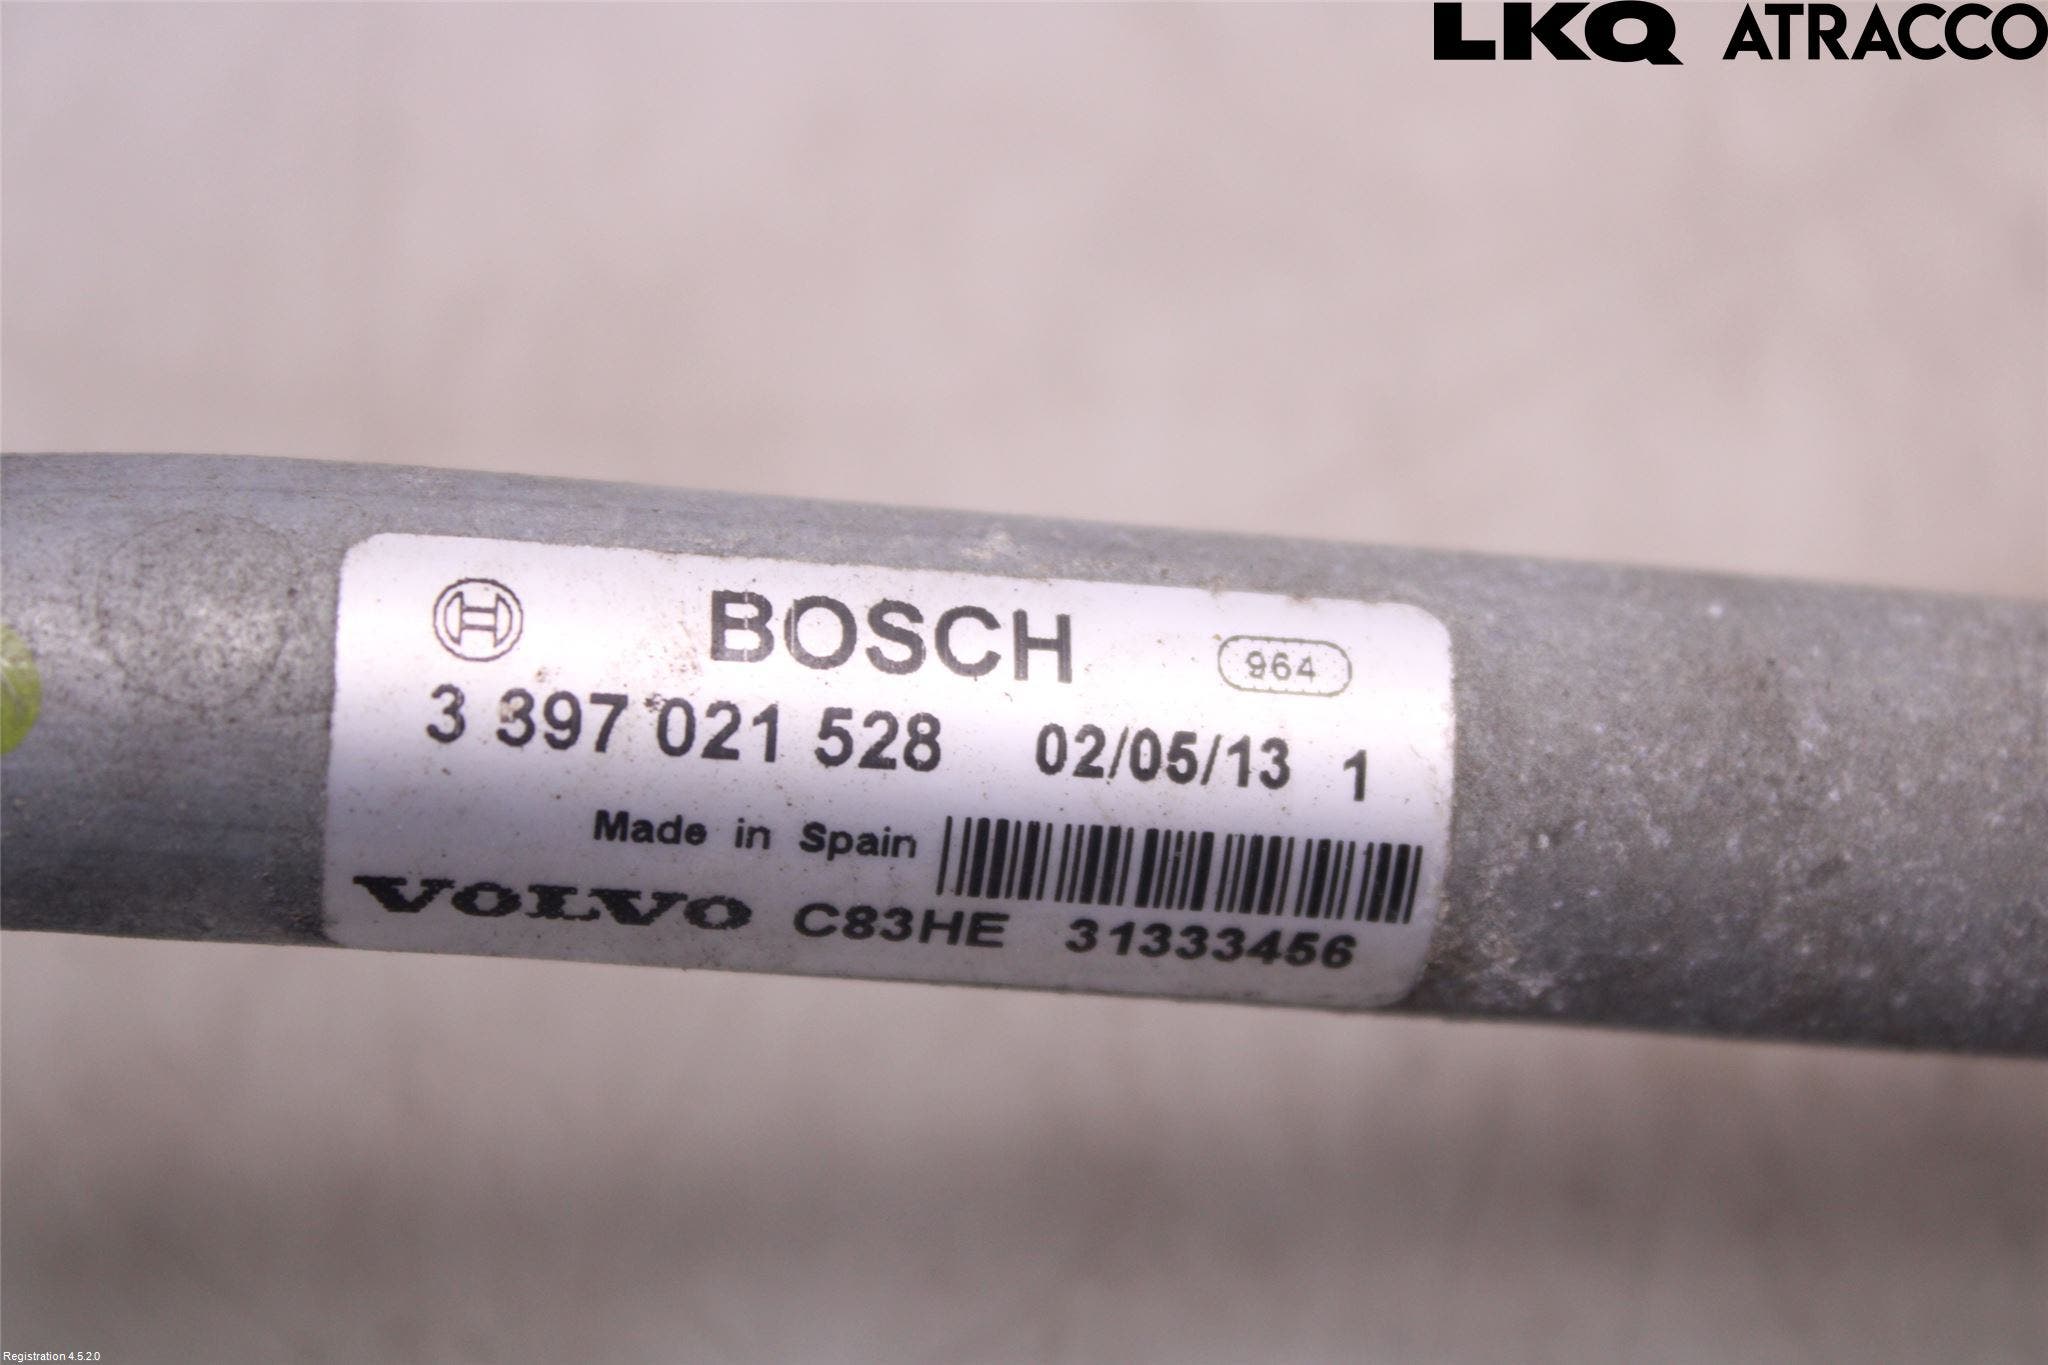 LKQ ATRACCO
BOSCH 964
3 397 021 528 02/05/13 1
Made in Spain
VOLVO C83HE 31333456
Registration 4.5.2.0